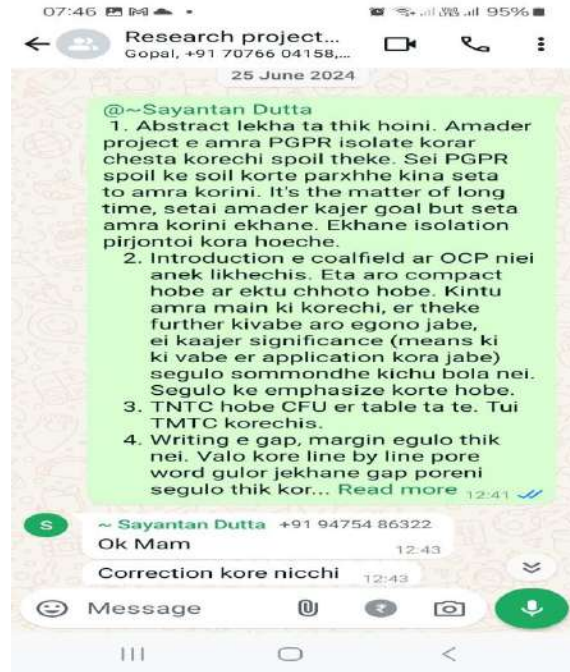 07:46
95%
Research project...
Gopal, +91 70766 04158,...
25 June 2024
@~Sayantan Dutta
1. Abstract lekha ta thik hoini. Amader
project e amra PGPR isolate korar
chesta korechi spoil theke. Sei PGPR
spoil ke soil korte parxhhe kina seta
to amra korini. It's the matter of long
time, setai amader kajer goal but seta
amra korini ekhane. Ekhane isolation
pirjontoi kora hoeche.
2. Introduction e coalfield ar OCP niei
anek likhechis. Eta aro compact
hobe ar ektu chhoto hobe. Kintu
amra main ki korechi, er theke
further kivabe aro egono jabe,
ei kaajer significance (means ki
ki vabe er application kora jabe)
segulo sommondhe kichu bola nei.
Segulo ke emphasize korte hobe.
3. TNTC hobe CFU er table ta te. Tui
TMTC korechis.
4. Writing e gap, margin egulo thik
nei. Valo kore line by line pore
word gulor jekhane gap poreni
segulo thik kor... Read more 12:41
S
~ Sayantan Dutta +91 94754 86322
Ok Mam
12:43
Correction kore nicchi 12:43
Message